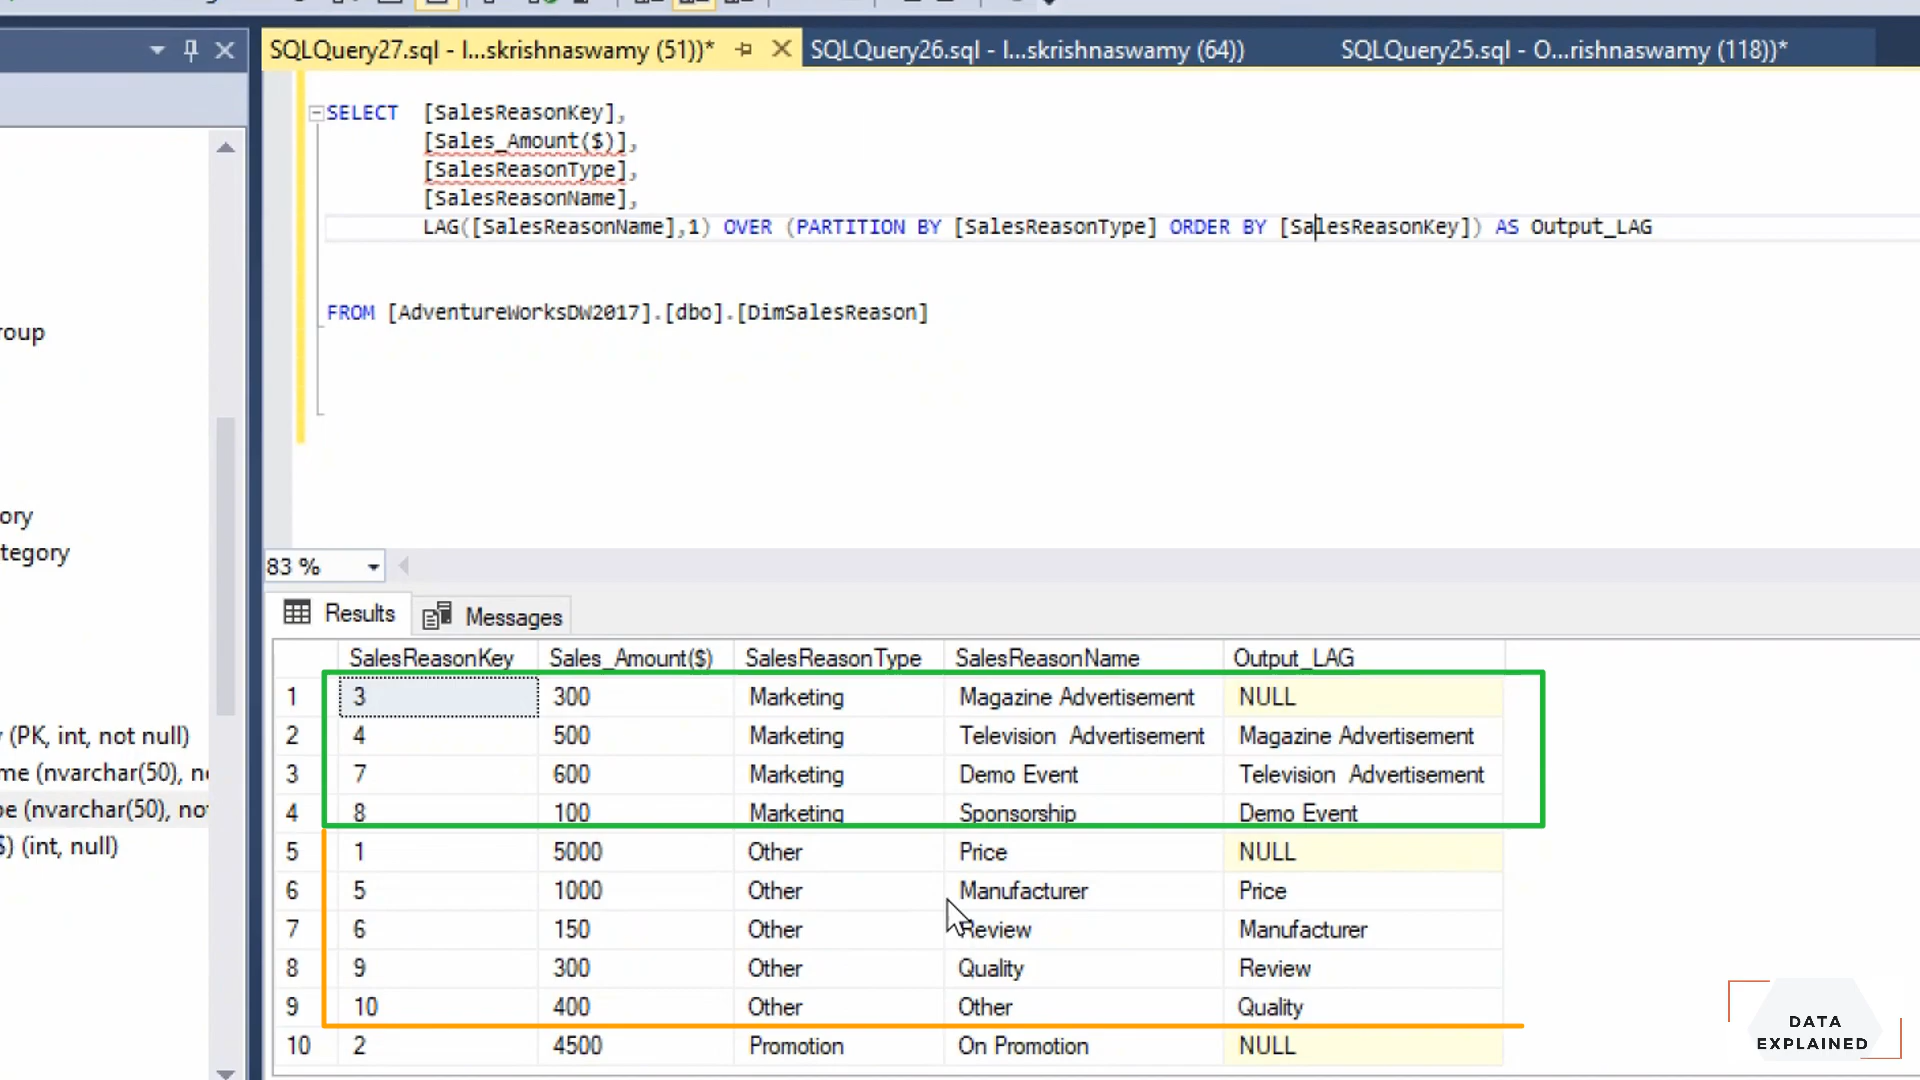 SQLQuery27.sql - I...skrishnaswamy (51))*
SQLQuery26.sql - I...skrishnaswamy (64))
SQLQuery25.sql - O...rishnaswamy (118))*
SELECT [SalesReasonKey],
[Sales_Amount($)],
[SalesReasonType],
[SalesReasonName],
LAG([SalesReasonName],1) OVER (PARTITION BY [SalesReasonType] ORDER BY [SalesReasonKey]) AS Output_LAG
FROM [AdventureWorksDW2017].[dbo].[DimSalesReason]
roup
ory
tegory
(PK, int, not null)
me (nvarchar(50), n
pe (nvarchar(50), not
$) (int, null)
83 %
Results Messages
SalesReasonKey Sales_Amount($) SalesReasonType SalesReasonName Output_LAG
1 3 300 Marketing Magazine Advertisement NULL
2 4 500 Marketing Television Advertisement Magazine Advertisement
3 7 600 Marketing Demo Event Television Advertisement
4 8 100 Marketing Sponsorship Demo Event
5 1 5000 Other Price NULL
6 5 1000 Other Manufacturer Price
7 6 150 Other Review Manufacturer
8 9 300 Other Quality Review
9 10 400 Other Other Quality
10 2 4500 Promotion On Promotion NULL
DATA
EXPLAINED